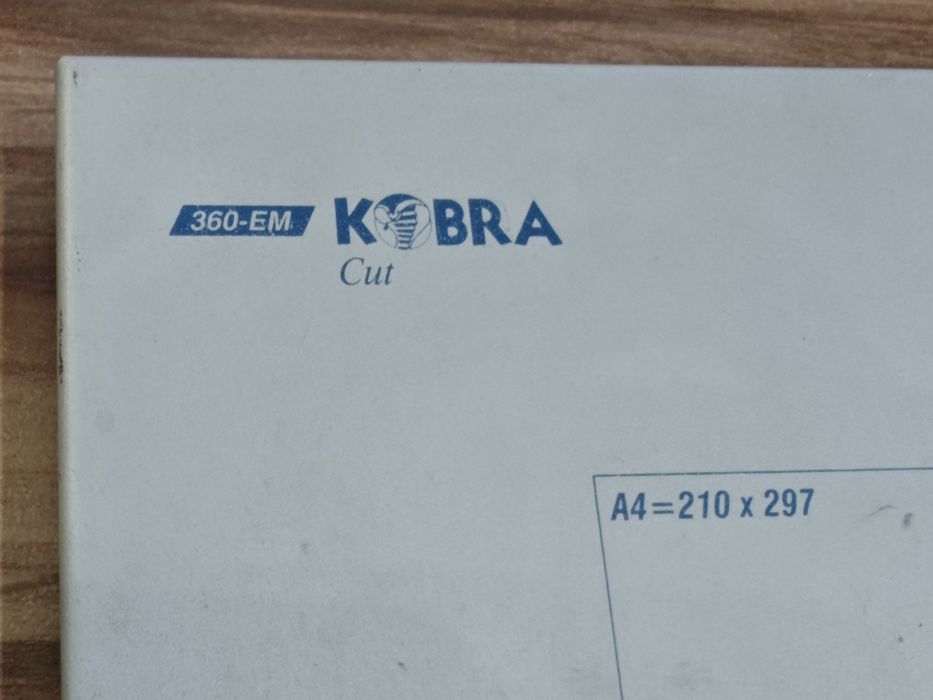 360-EM KOBRA
Cut
A4=210 x 297